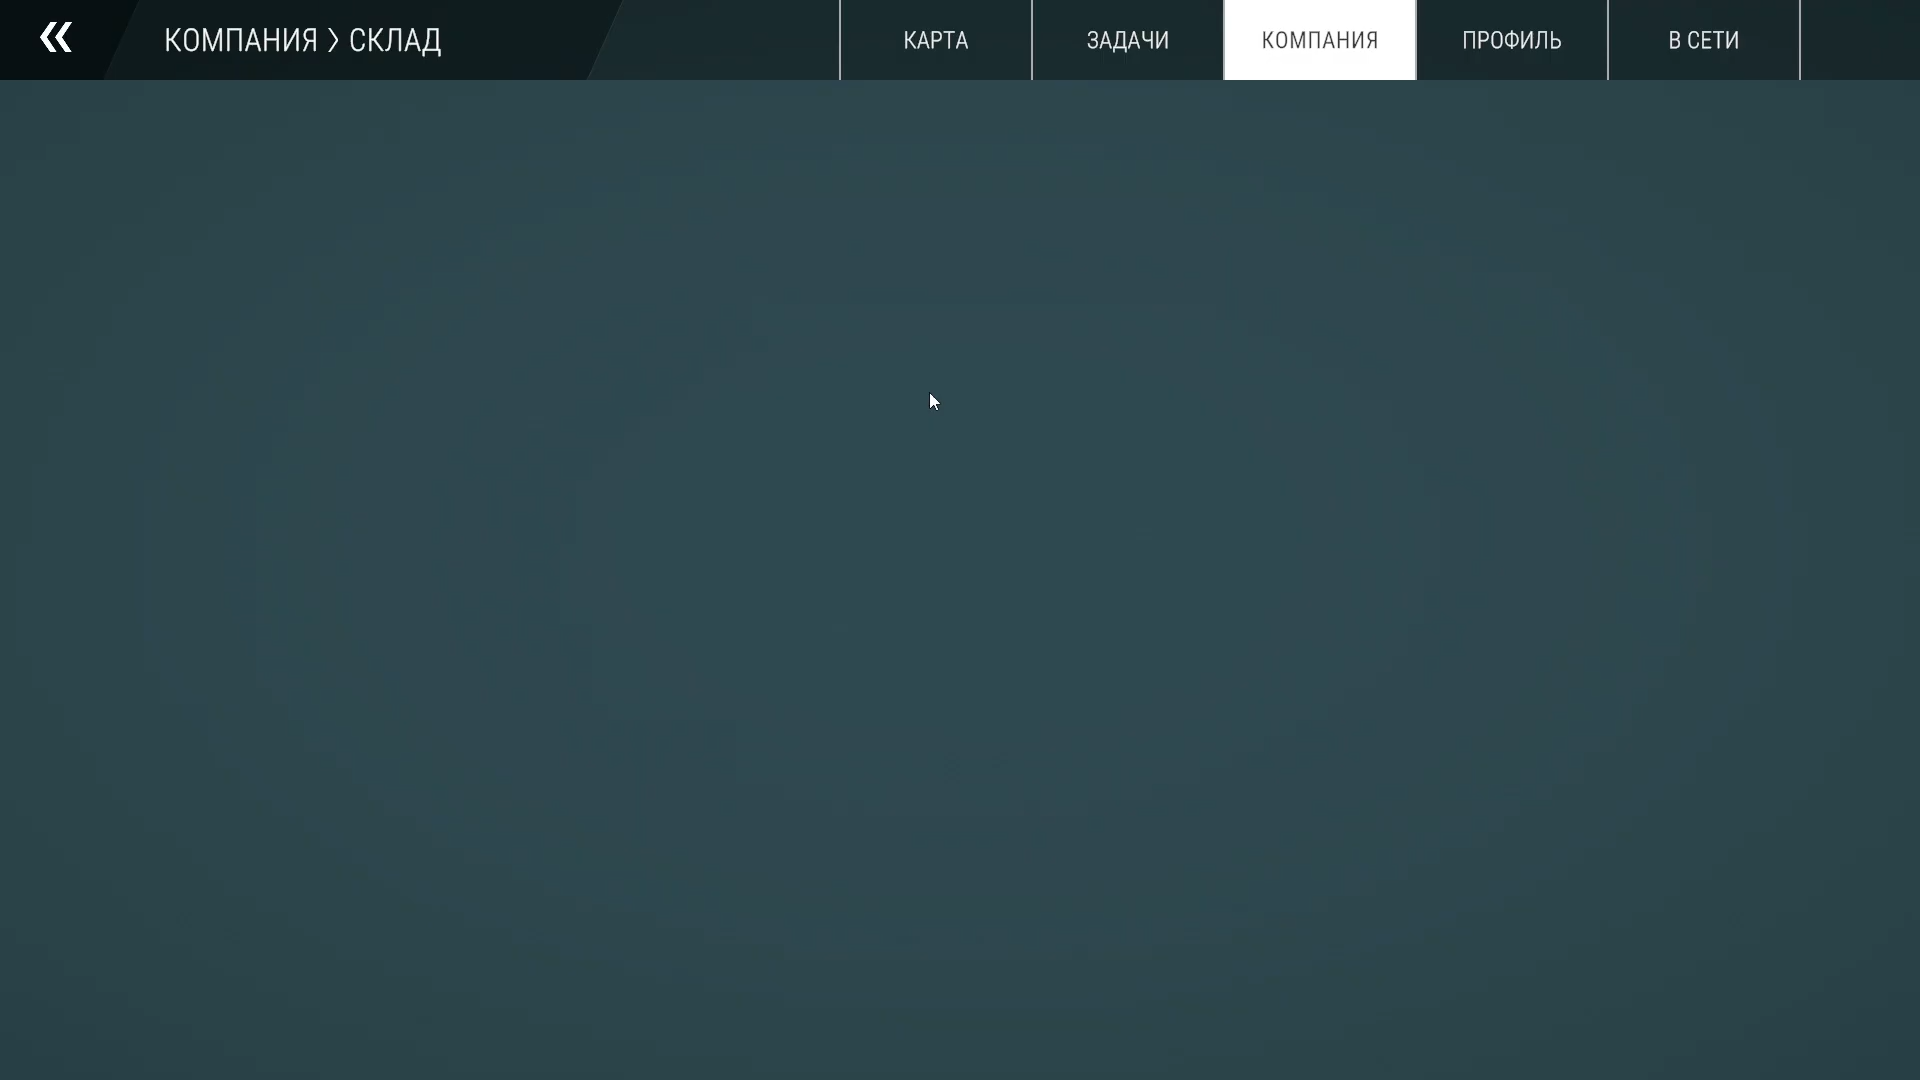 КОМПАНИЯ > СКЛАД
КАРТА
ЗАДАЧИ
КОМПАНИЯ
ПРОФИЛЬ
В СЕТИ